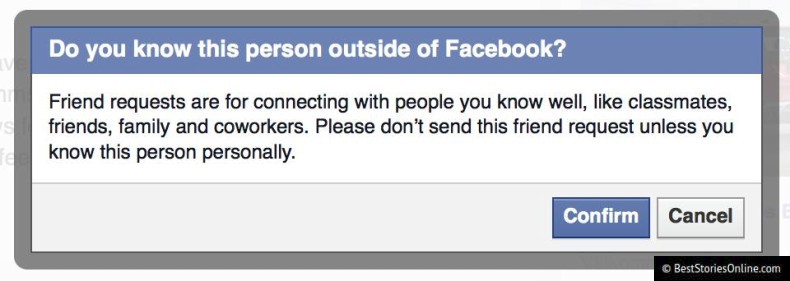 Do you know this person outside of Facebook?
Friend requests are for connecting with people you know well, like classmates,
friends, family and coworkers. Please don't send this friend request unless you
know this person personally.
Confirm Cancel
© BestStoriesOnline.com